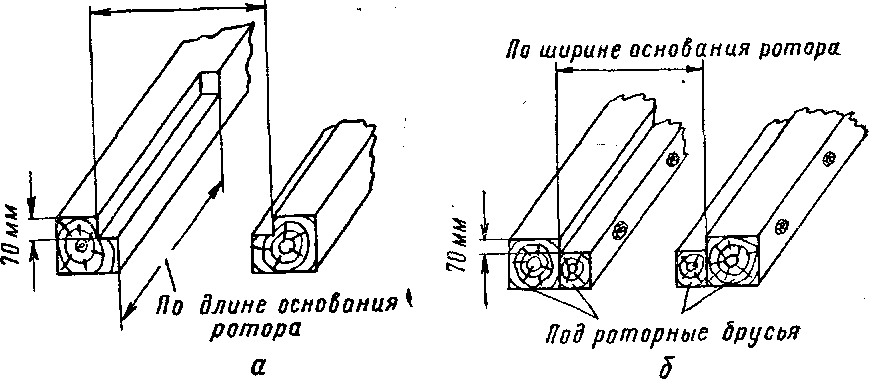 По ширине основания ротора
70 мм
По длине основания
ротора
а
70 мм
Под роторные брусья
б